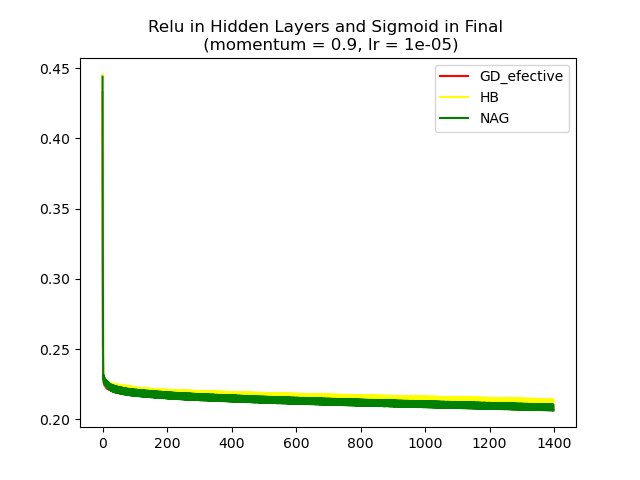 Relu in Hidden Layers and Sigmoid in Final
(momentum = 0.9, lr = 1e-05)
GD_efective
HB
NAG
0.45
0.40
0.35
0.30
0.25
0.20
0 200 400 600 800 1000 1200 1400